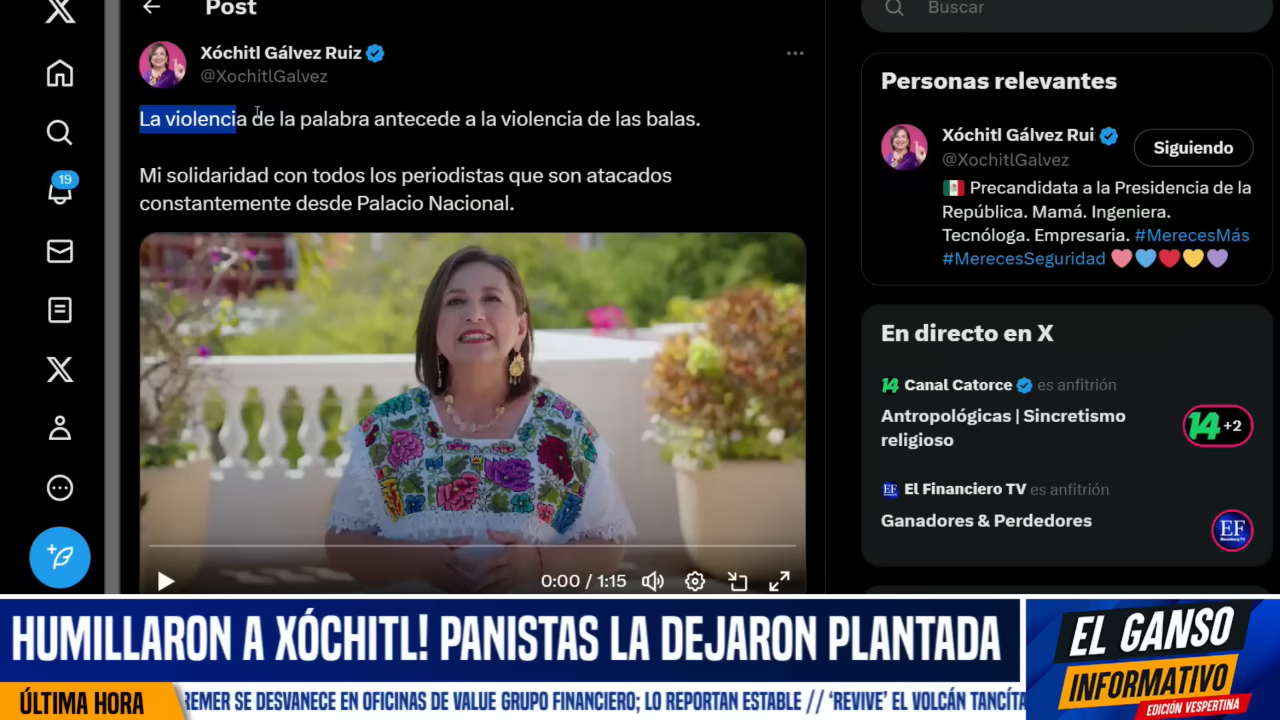 Post
Buscar
Xóchitl Gálvez Ruiz
@XochitlGalvez
La violencia de la palabra antecede a la violencia de las balas.
Mi solidaridad con todos los periodistas que son atacados
constantemente desde Palacio Nacional.
19
0:00 / 1:15
Personas relevantes
Xóchitl Gálvez Rui
@XochitlGalvez
Siguiendo
Precandidata a la Presidencia de la
República. Mamá. Ingeniera.
Tecnóloga. Empresaria. #MerecesMás
#MerecesSeguridad
En directo en X
14 Canal Catorce es anfitrión
Antropológicas | Sincretismo
religioso
14 +2
EF El Financiero TV es anfitrión
Ganadores & Perdedores
EF
HUMILLARON A XÓCHITL! PANISTAS LA DEJARON PLANTADA
EL GANSO
INFORMATIVO
EDICIÓN VESPERTINA
ÚLTIMA HORA
REMER SE DESVANECE EN OFICINAS DE VALUE GRUPO FINANCIERO; LO REPORTAN ESTABLE // ‘REVIVE’ EL VOLCÁN TANCÍTA